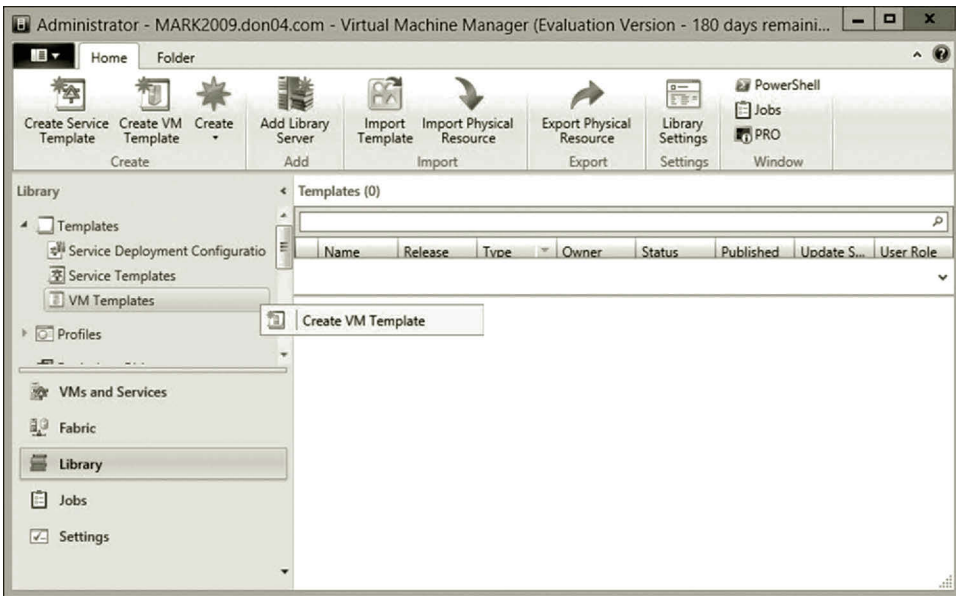 Administrator - MARK2009.don04.com - Virtual Machine Manager (Evaluation Version - 180 days remaini...
Home Folder
Create Service Template
Create VM Template
Create
Add Library Server
Import Template
Import Physical Resource
Export Physical Resource
Library Settings
PowerShell
Jobs
PRO
Create Add Import Export Settings Window
Library
Templates (0)
Templates
Service Deployment Configuratio
Service Templates
VM Templates
Profiles
Name Release Type Owner Status Published Update S... User Role
Create VM Template
VMs and Services
Fabric
Library
Jobs
Settings